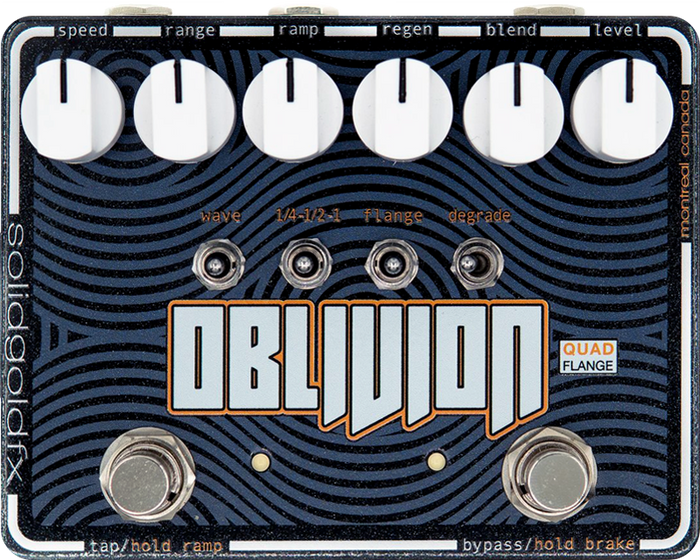 speed range ramp regen blend level
montreal canada
wave 1/4-1/2-1 flange degrade
solidgoldfx
OBLIVION
QUAD
FLANGE
tap/hold ramp bypass/hold brake